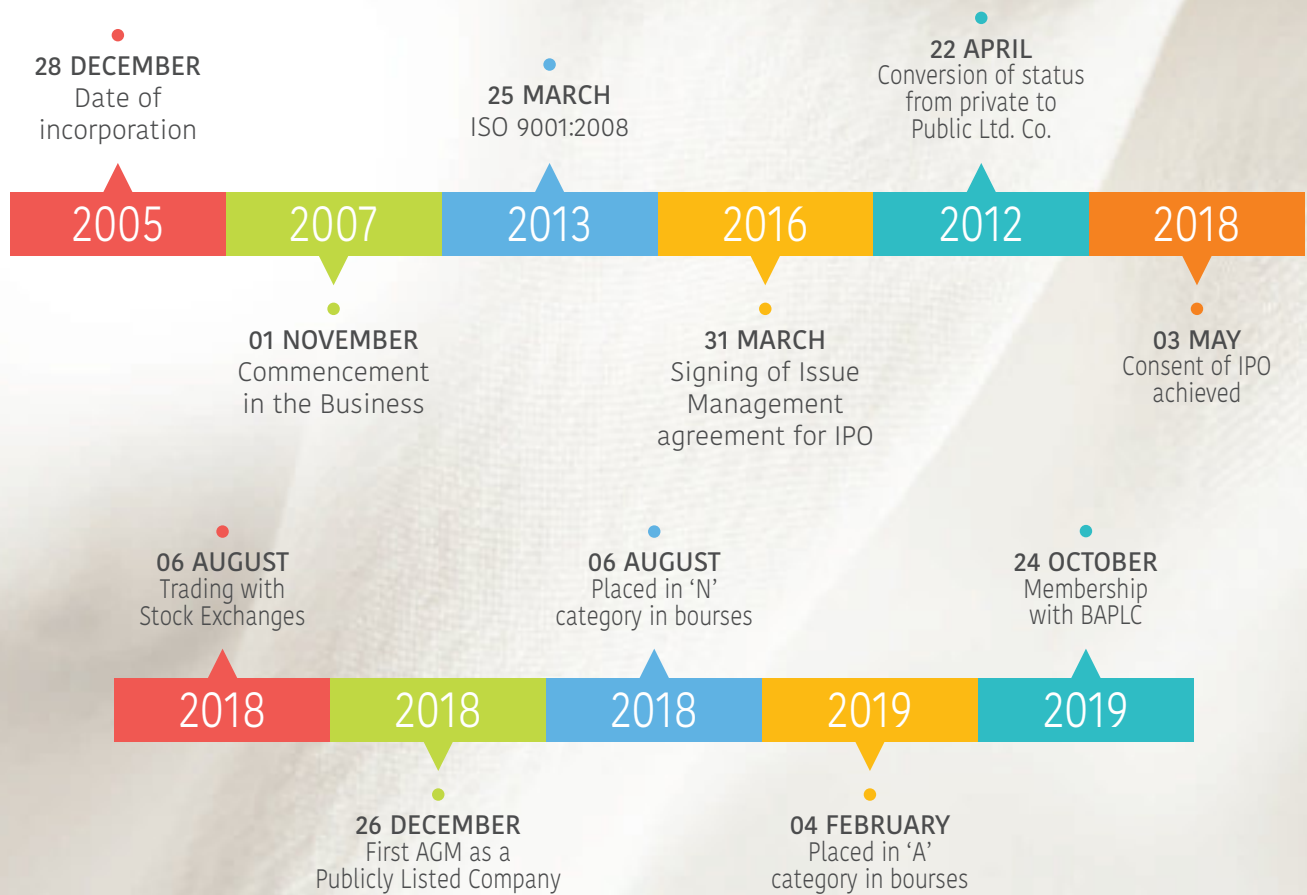 28 DECEMBER
Date of
incorporation
25 MARCH
ISO 9001:2008
22 APRIL
Conversion of status
from private to
Public Ltd. Co.
2005
2007
2013
2016
2012
2018
01 NOVEMBER
Commencement
in the Business
31 MARCH
Signing of Issue
Management
agreement for IPO
03 MAY
Consent of IPO
achieved
06 AUGUST
Trading with
Stock Exchanges
06 AUGUST
Placed in ‘N’
category in bourses
24 OCTOBER
Membership
with BAPLC
2018
2018
2018
2019
2019
26 DECEMBER
First AGM as a
Publicly Listed Company
04 FEBRUARY
Placed in ‘A’
category in bourses